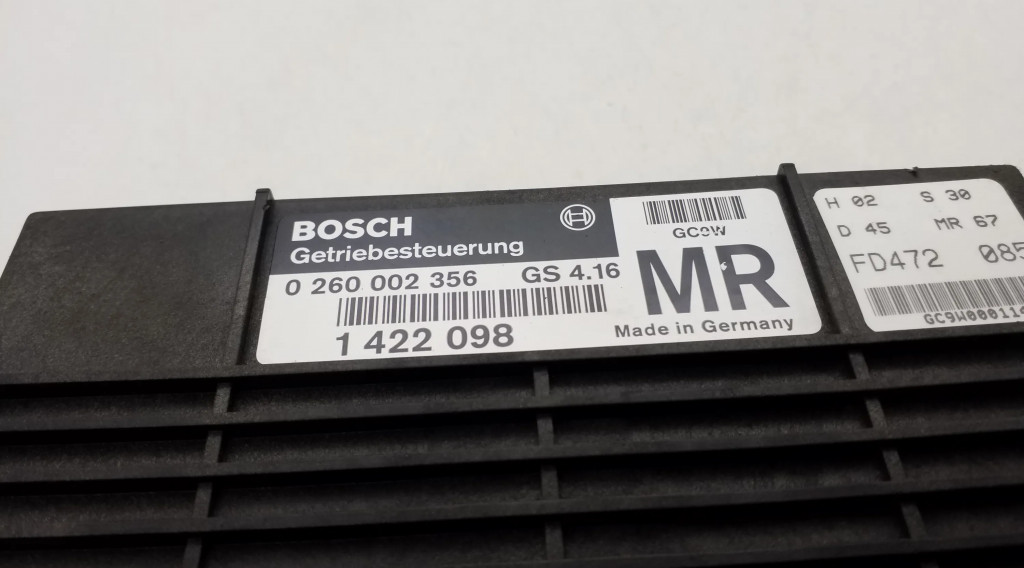 BOSCH
Getriebesteuerung
0 260 002 356 GS 4.16
1 422 098
GC9W
MR
Made in Germany
H 02 S 30
D 45 MR 67
FD472 085